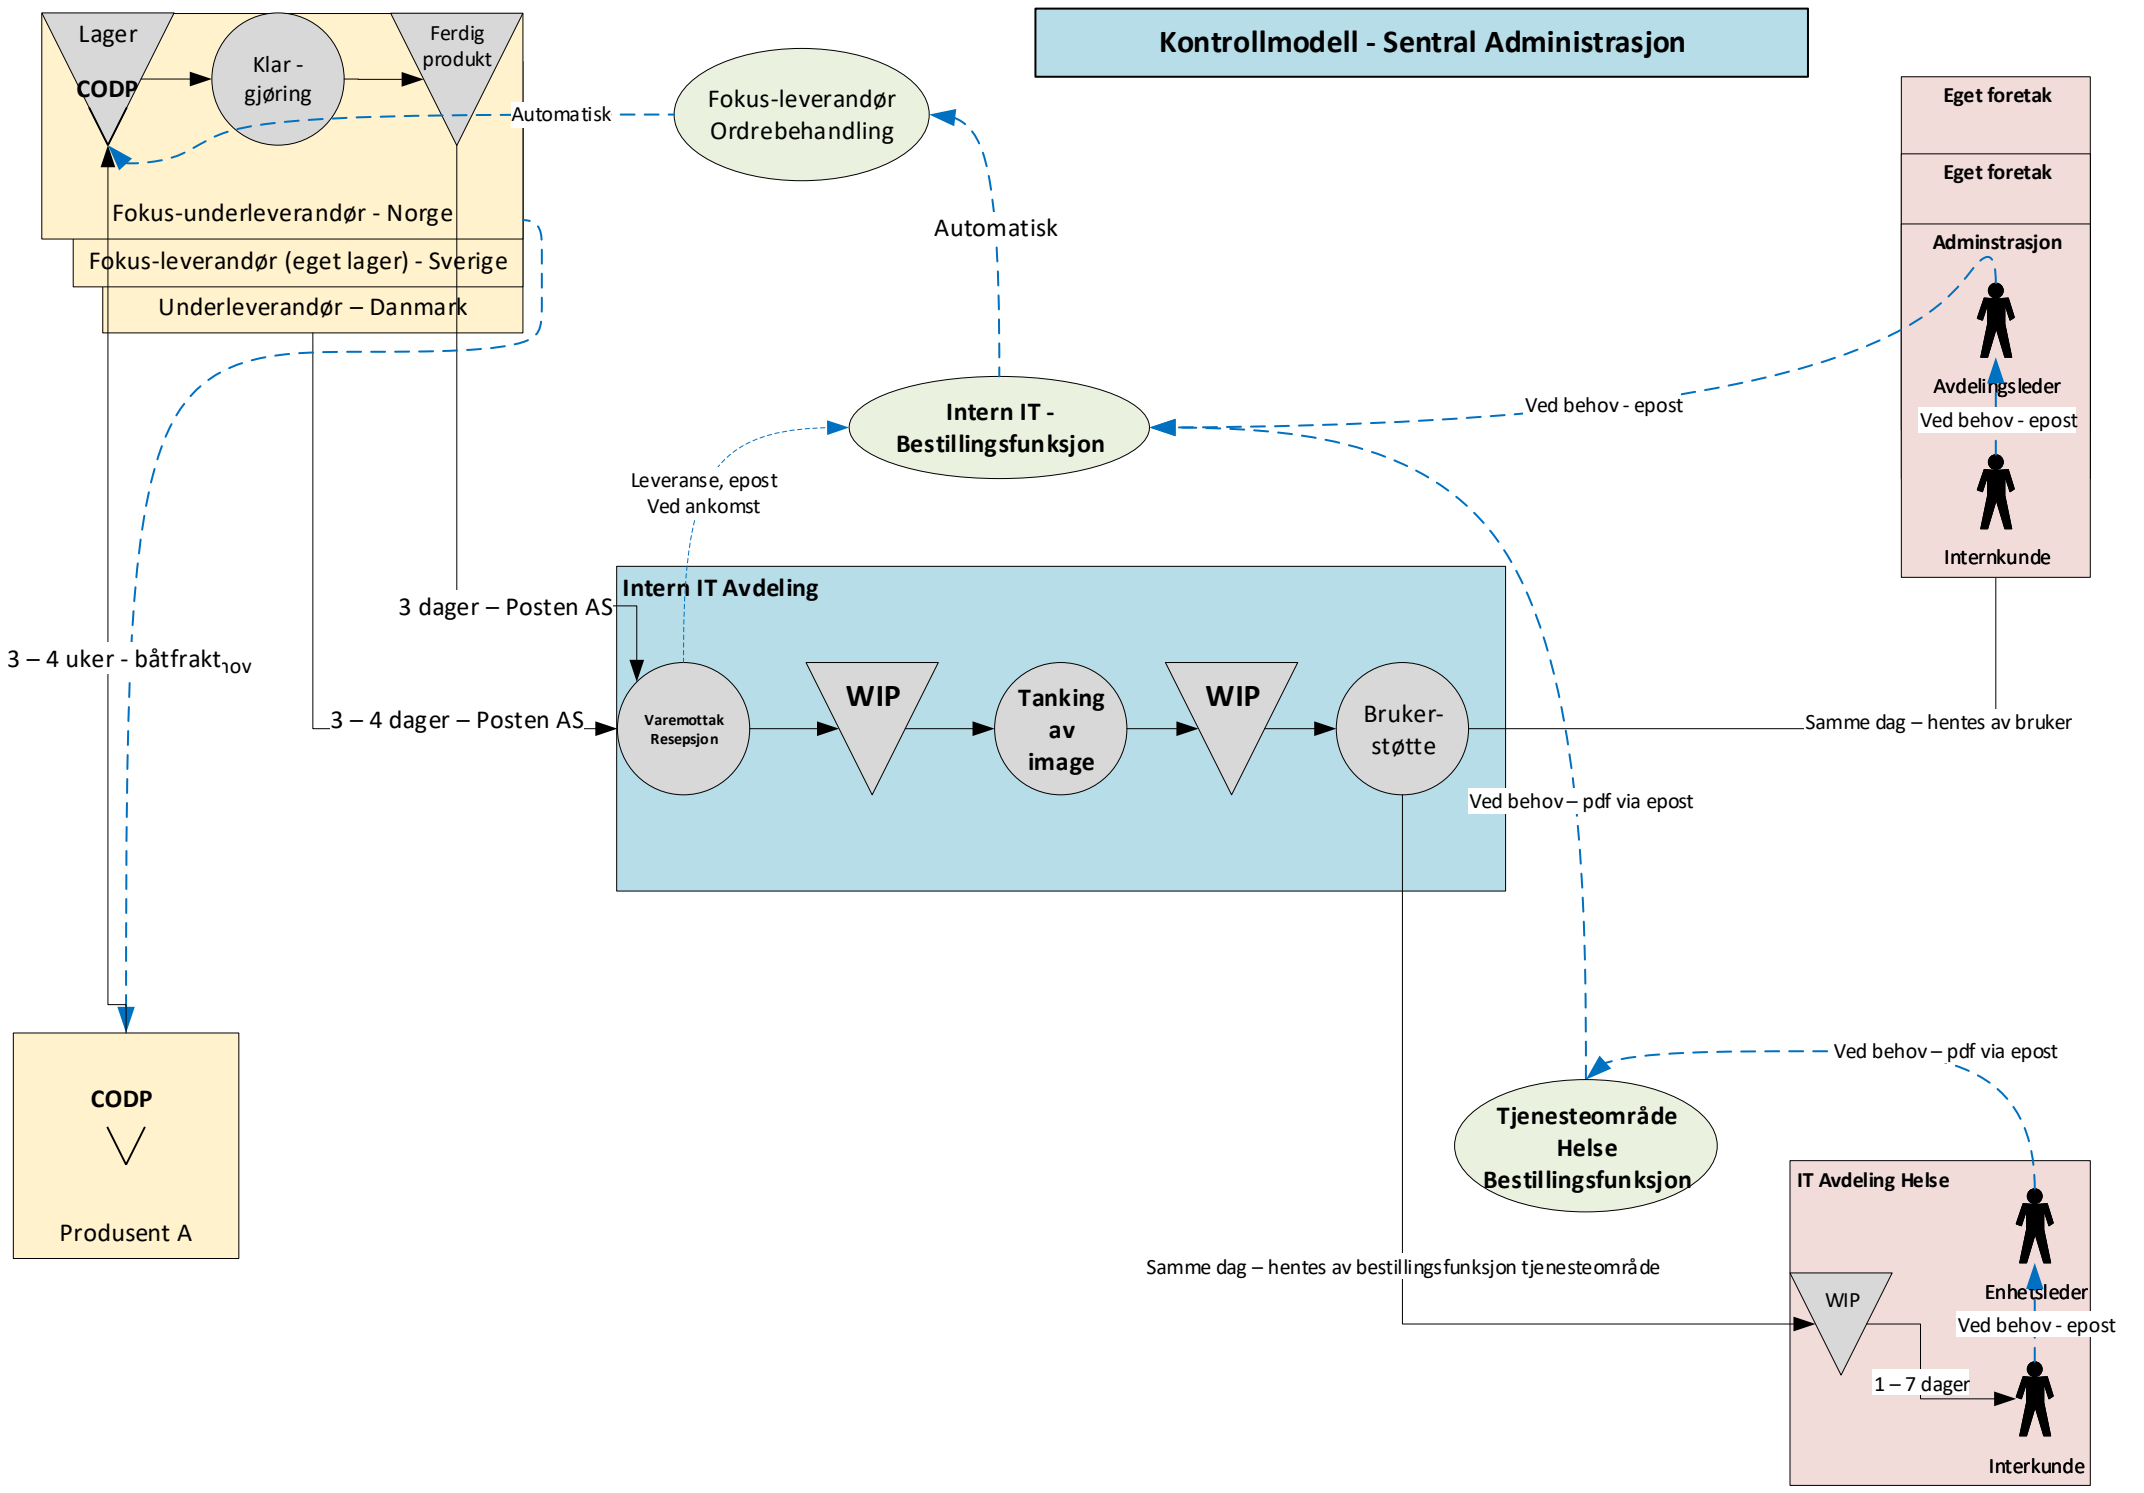 Kontrollmodell - Sentral Administrasjon
Lager
CODP
Klar -
gjøring
Ferdig
produkt
Automatisk
Fokus-leverandør
Ordrebehandling
Fokus-underleverandør - Norge
Fokus-leverandør (eget lager) - Sverige
Underleverandør – Danmark
Automatisk
Eget foretak
Eget foretak
Adminstrasjon
Avdelingsleder
Ved behov - epost
Internkunde
Ved behov - epost
Intern IT -
Bestillingsfunksjon
Leveranse, epost
Ved ankomst
Intern IT Avdeling
3 dager – Posten AS
3 – 4 uker - båtfrakt
3 – 4 dager – Posten AS
Varemottak
Resepsjon
WIP
Tanking
av
image
WIP
Bruker-
støtte
Samme dag – hentes av bruker
Ved behov – pdf via epost
CODP
Produsent A
Ved behov – pdf via epost
Tjenesteområde
Helse
Bestillingsfunksjon
Samme dag – hentes av bestillingsfunksjon tjenesteområde
IT Avdeling Helse
Enhetsleder
WIP
Ved behov - epost
1 – 7 dager
Interkunde